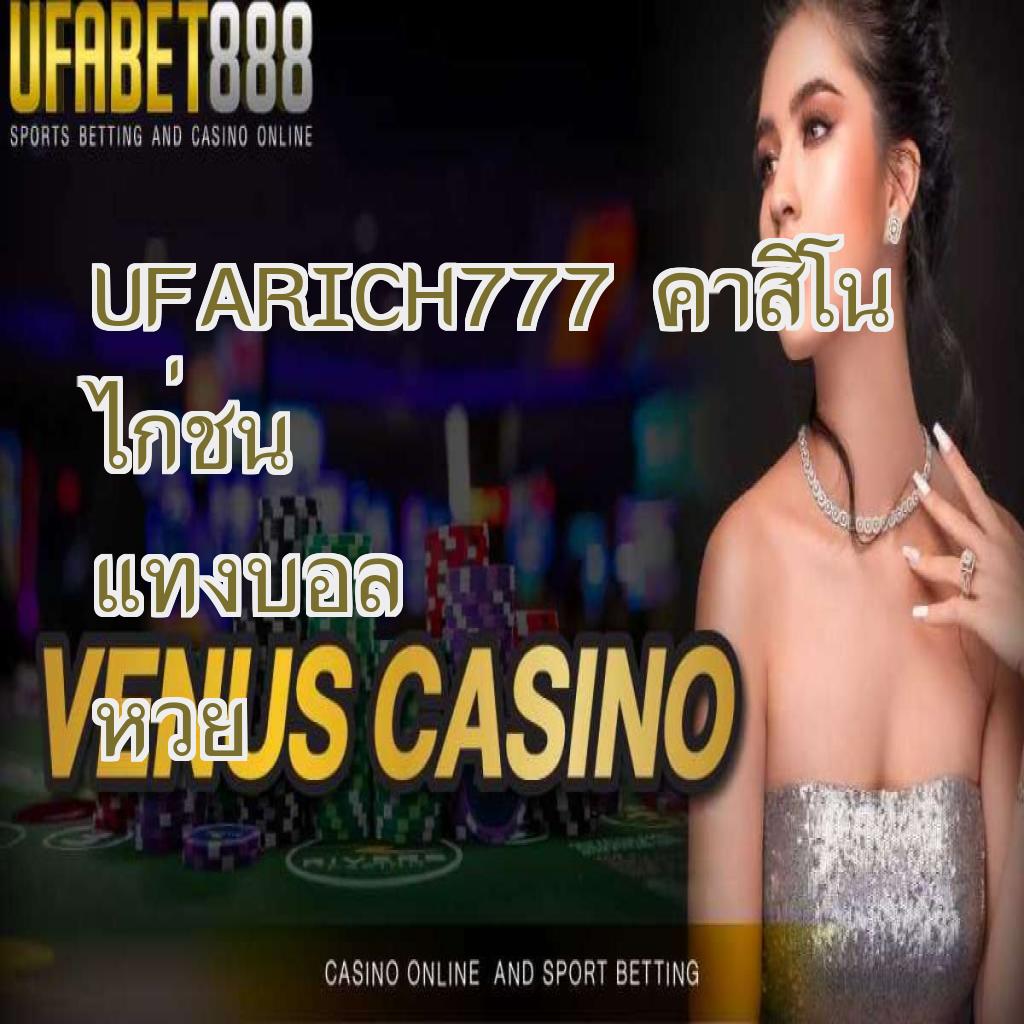 UFABET888
SPORTS BETTING AND CASINO ONLINE
UFARICH777 คาสิโน
ไก่ชน
แทงบอล
VENUS CASINO
หวย
CASINO ONLINE AND SPORT BETTING